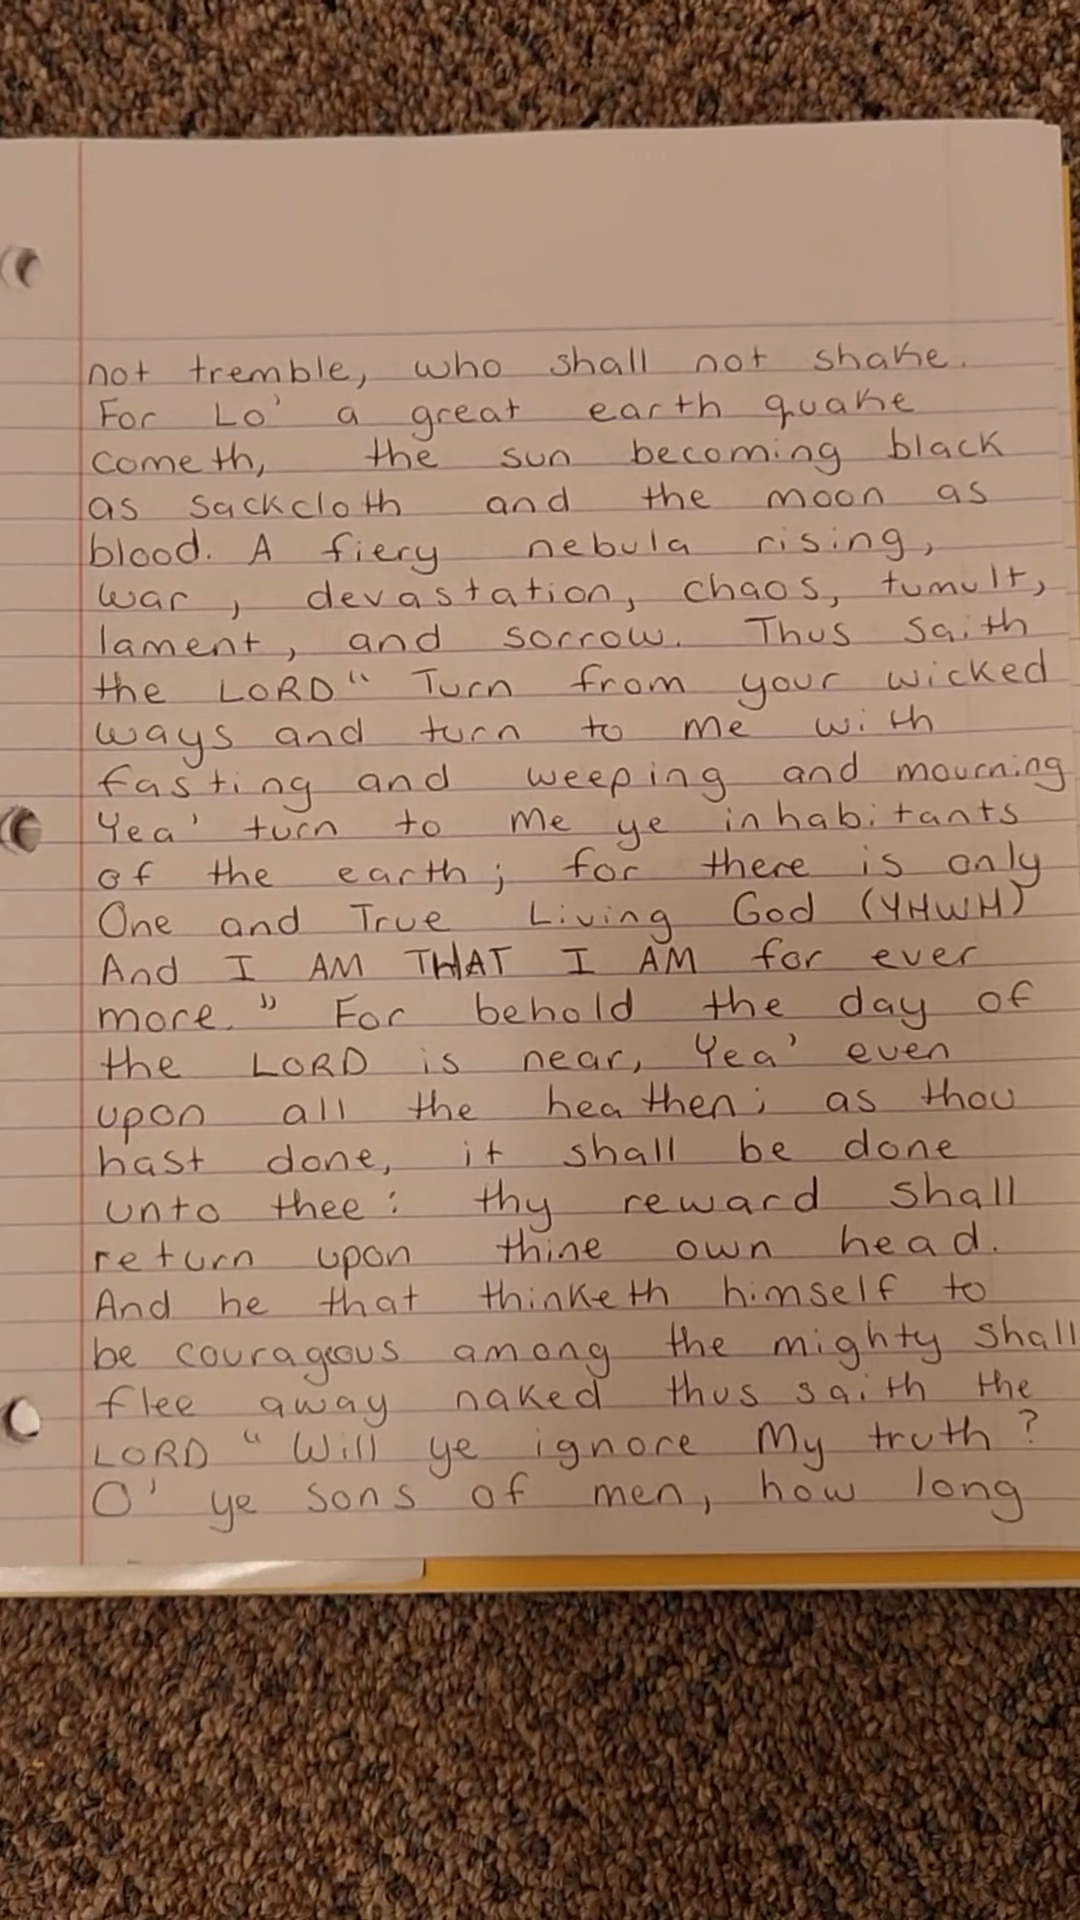 not tremble, who shall not shake.
For Lo' a great earth quake
cometh, the sun becoming black
as sackcloth and the moon as
blood. A fiery nebula rising,
war, devastation, chaos, tumult,
lament, and sorrow. Thus saith
the LORD " Turn from your wicked
ways and turn to me with
fasting and weeping and mourning
Yea' turn to me ye inhabitants
of the earth; for there is only
One and True Living God (YHWH)
And I AM THAT I AM for ever
more." For behold the day of
the LORD is near, Yea' even
upon all the heathen; as thou
hast done, it shall be done
unto thee: thy reward shall
return upon thine own head.
And he that thinketh himself to
be courageous among the mighty shall
flee away naked thus saith the
LORD " Will ye ignore My truth?
O' ye sons of men, how long